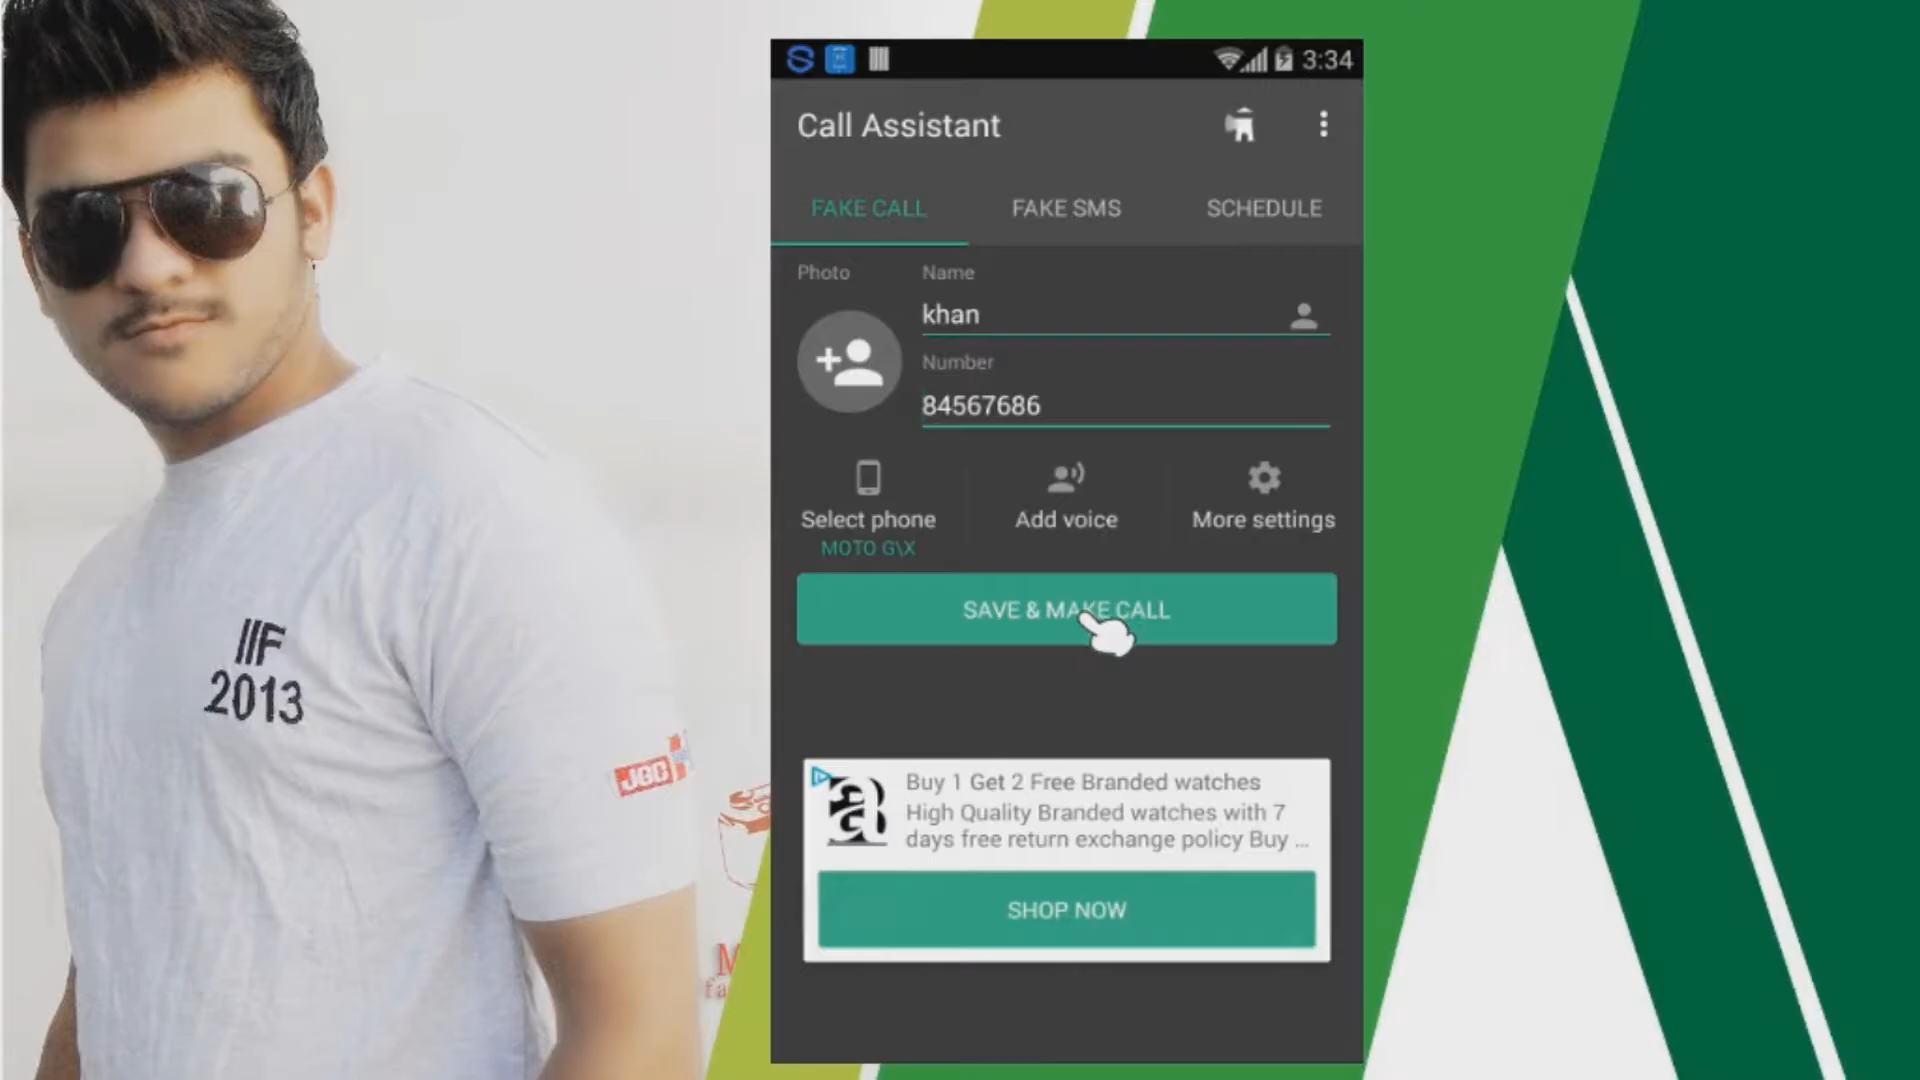 IIF
2013
JGC
3:34
Call Assistant
FAKE CALL FAKE SMS SCHEDULE
Photo Name
khan
Number
84567686
Select phone Add voice More settings
MOTO G\X
SAVE & MAKE CALL
a
Buy 1 Get 2 Free Branded watches
High Quality Branded watches with 7
days free return exchange policy Buy ...
SHOP NOW